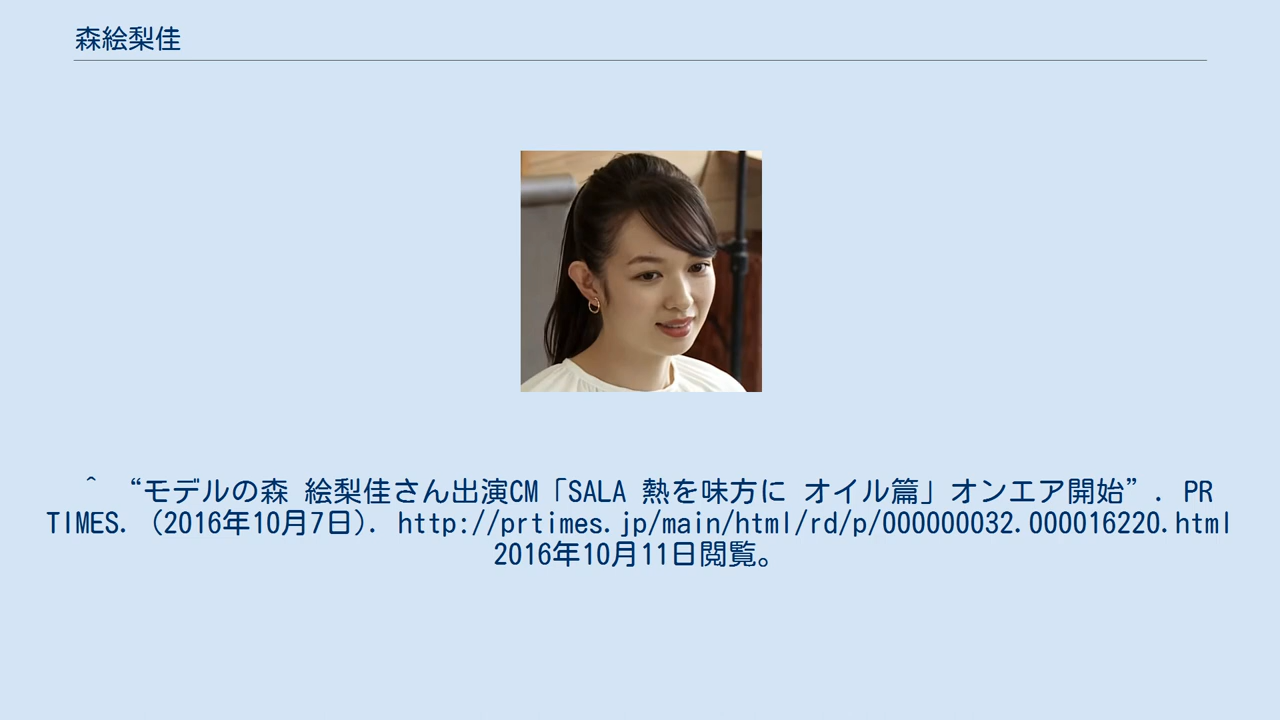 森絵梨佳
^ “モデルの森 絵梨佳さん出演CM「SALA 熱を味方に オイル篇」オンエア開始”. PR
TIMES. (2016年10月7日). http://prtimes.jp/main/html/rd/p/000000032.000016220.html
2016年10月11日閲覧。